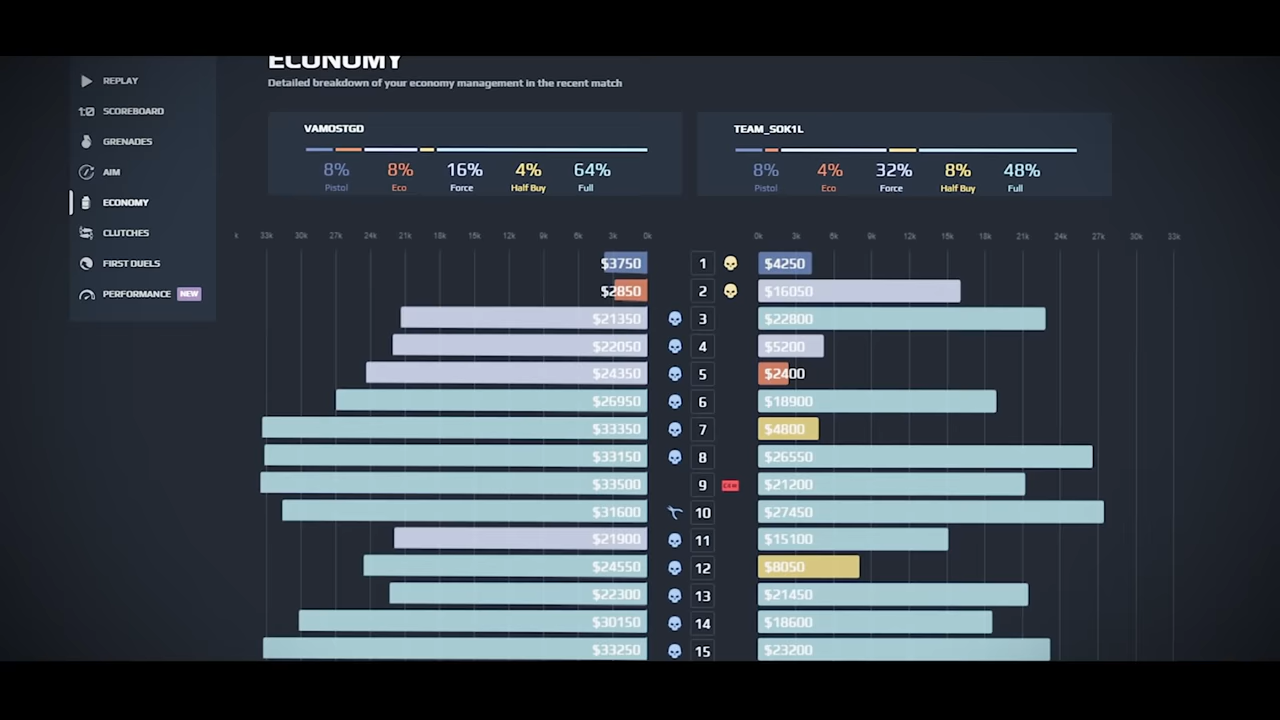 ECONOMY
Detailed breakdown of your economy management in the recent match
REPLAY
SCOREBOARD
GRENADES
AIM
ECONOMY
CLUTCHES
FIRST DUELS
PERFORMANCE NEW
VAMOSTGD
8% 8% 16% 4% 64%
Pistol Eco Force Half Buy Full
TEAM_SOK1L
8% 4% 32% 8% 48%
Pistol Eco Force Half Buy Full
33k 30k 27k 24k 21k 18k 15k 12k 9k 6k 3k 0k 0k 3k 6k 9k 12k 15k 18k 21k 24k 27k 30k 33k
$3750 1 $4250
$2850 2 $16050
$21350 3 $22800
$22050 4 $5200
$24350 5 $2400
$26950 6 $18900
$33350 7 $4800
$33150 8 $26550
$33500 9 $21200
$31600 10 $27450
$21900 11 $15100
$24550 12 $8050
$22300 13 $21450
$30150 14 $18600
$33250 15 $23200